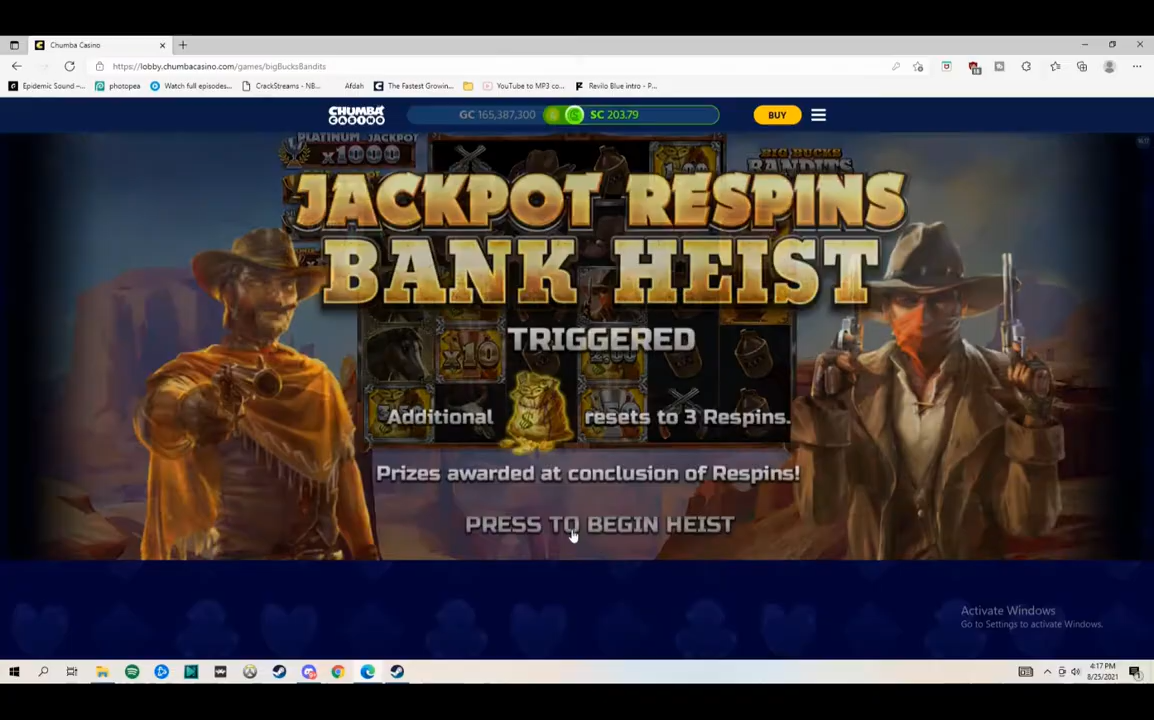 Chumba Casino
https://lobby.chumbacasino.com/games/bigBucksBandits
Epidemic Sound –...
photopea
Watch full episodes...
CrackStreams - NB...
Afdah
The Fastest Growin...
YouTube to MP3 co...
Revilo Blue intro - P...
CHUMBA
CASINO
GC 165,387,300
SC 203.79
BUY
PLATINUM JACKPOT
x1000
BIG BUCKS
BANDITS
JACKPOT RESPINS
BANK HEIST
TRIGGERED
x10
2.00
Additional resets to 3 Respins.
Prizes awarded at conclusion of Respins!
PRESS TO BEGIN HEIST
Activate Windows
Go to Settings to activate Windows.
4:17 PM
8/25/2021